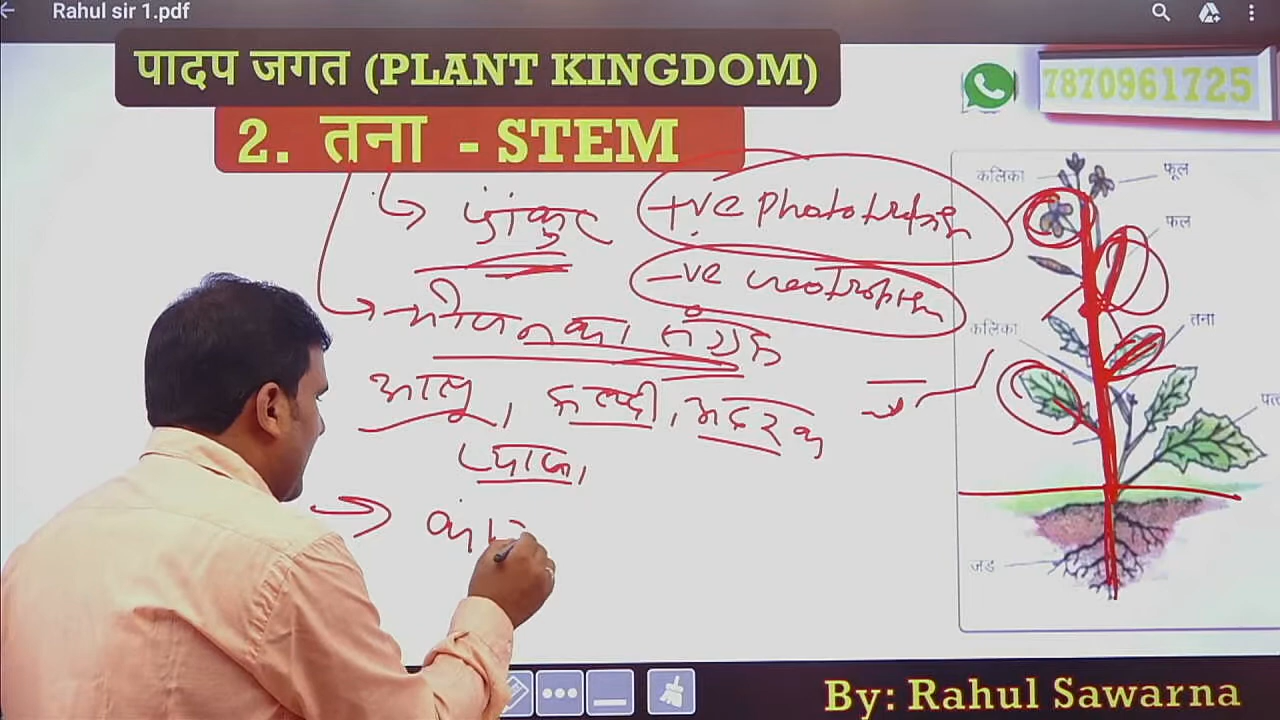 Rahul sir 1.pdf
पादप जगत (PLANT KINGDOM)
7870961725
2. तना - STEM
प्रांकुर
+ve Phototropism
-ve Geotropism
भोजन का संग्रह
आलू, हल्दी, अदरक
प्याज,
कलिका
फूल
फल
कलिका
तना
जड
By: Rahul Sawarna